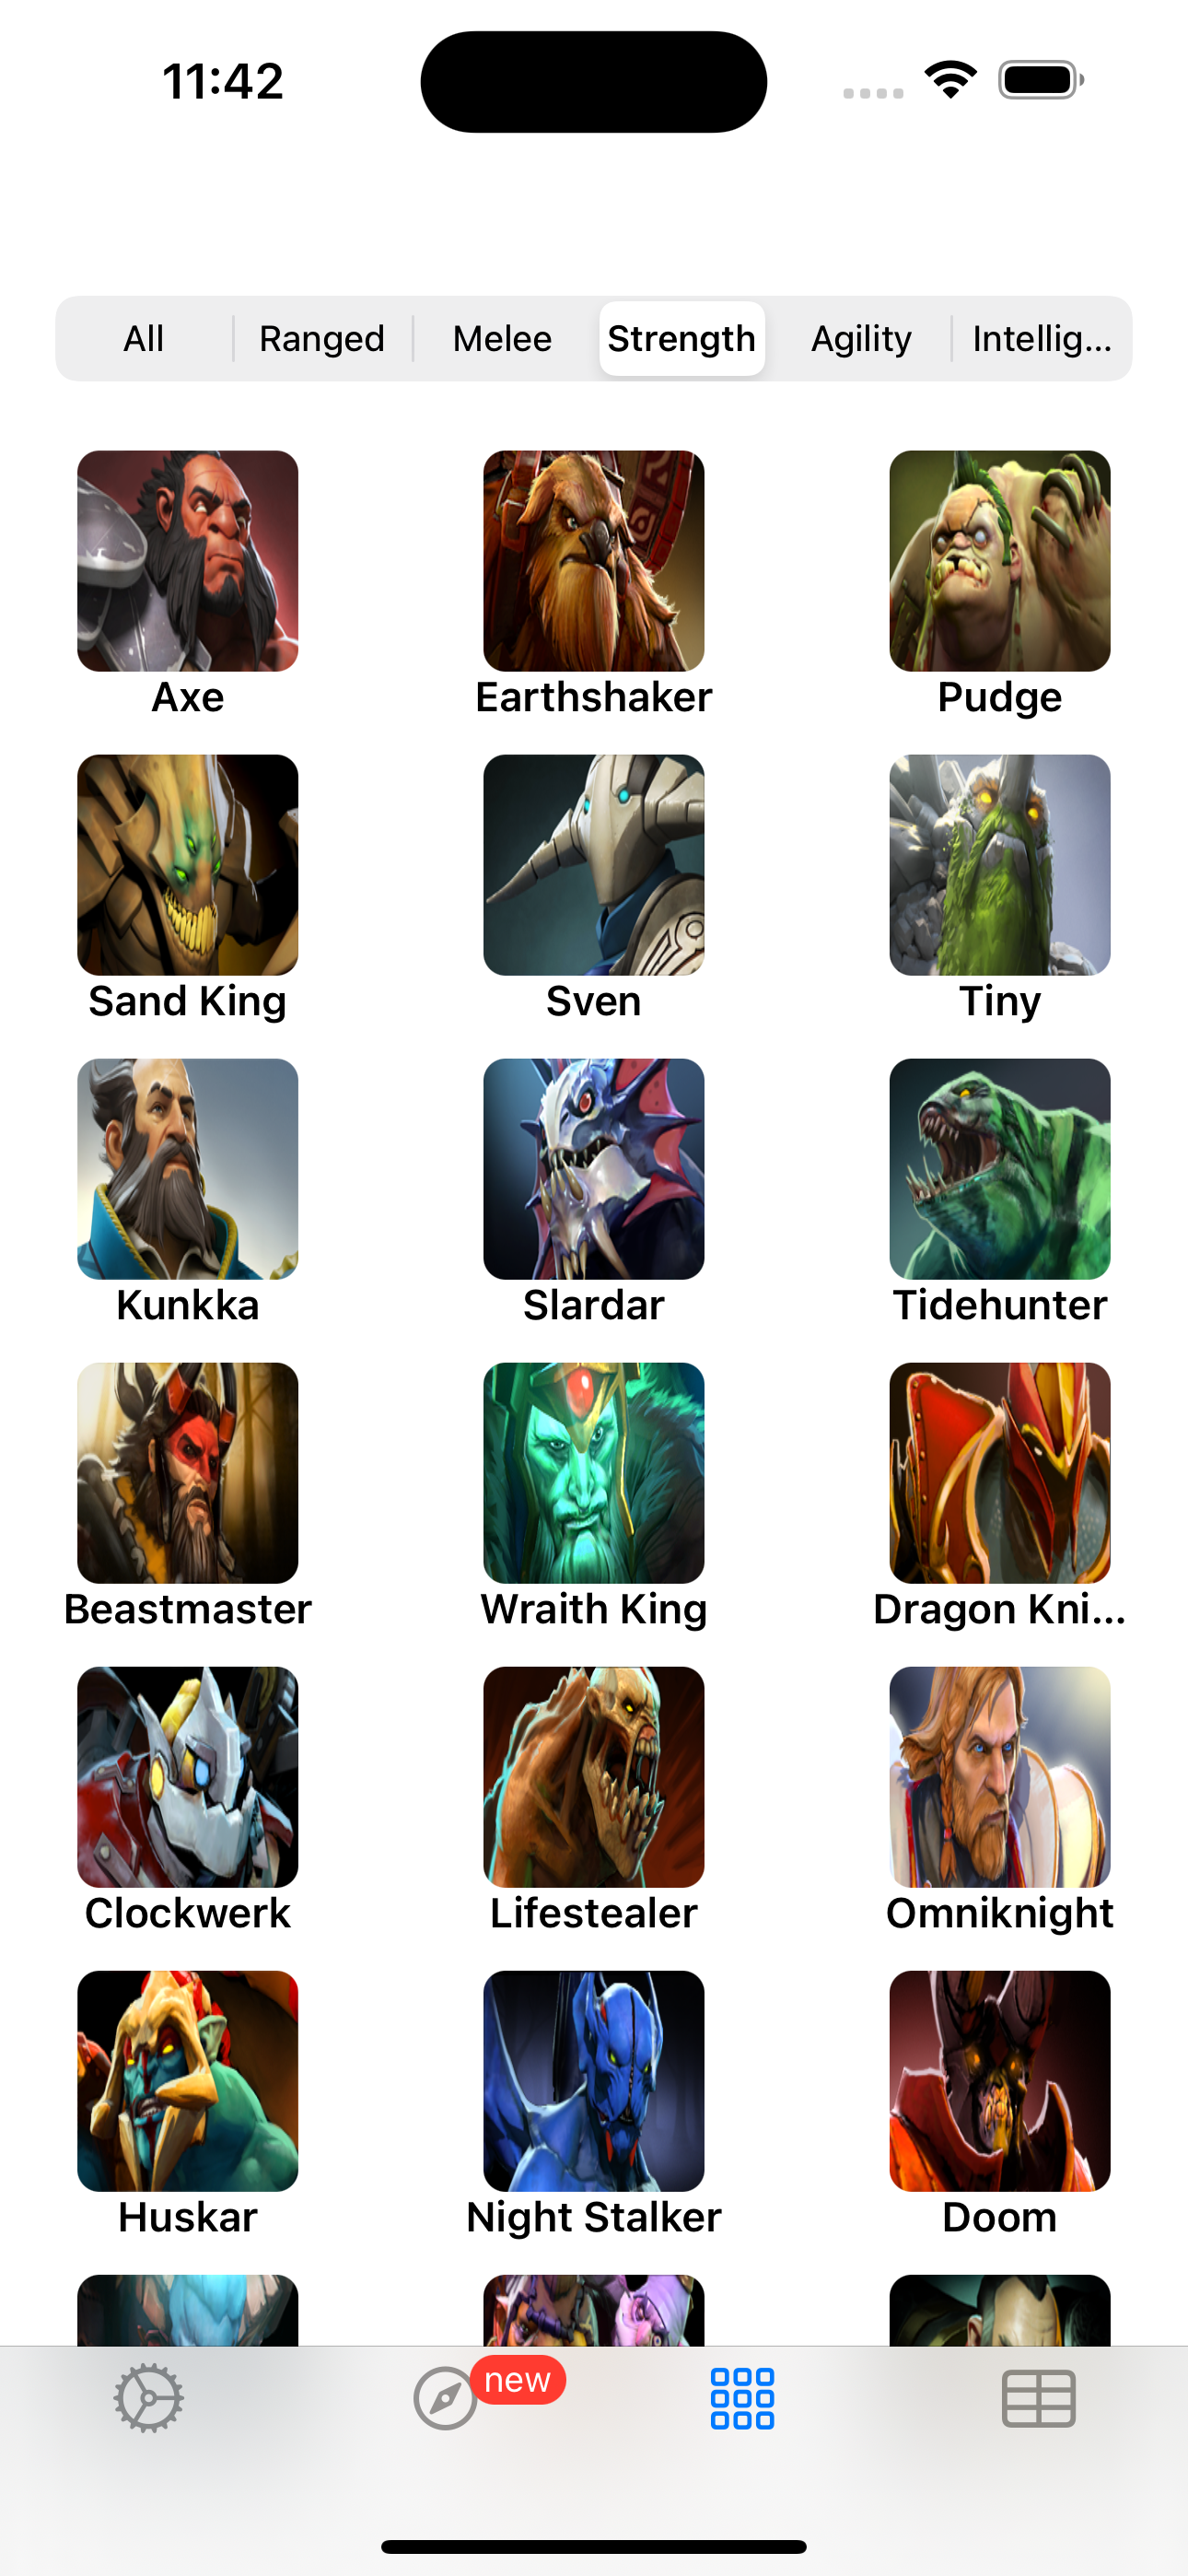 11:42
All Ranged Melee Strength Agility Intellig...
Axe Earthshaker Pudge
Sand King Sven Tiny
Kunkka Slardar Tidehunter
Beastmaster Wraith King Dragon Kni...
Clockwerk Lifestealer Omniknight
Huskar Night Stalker Doom
new